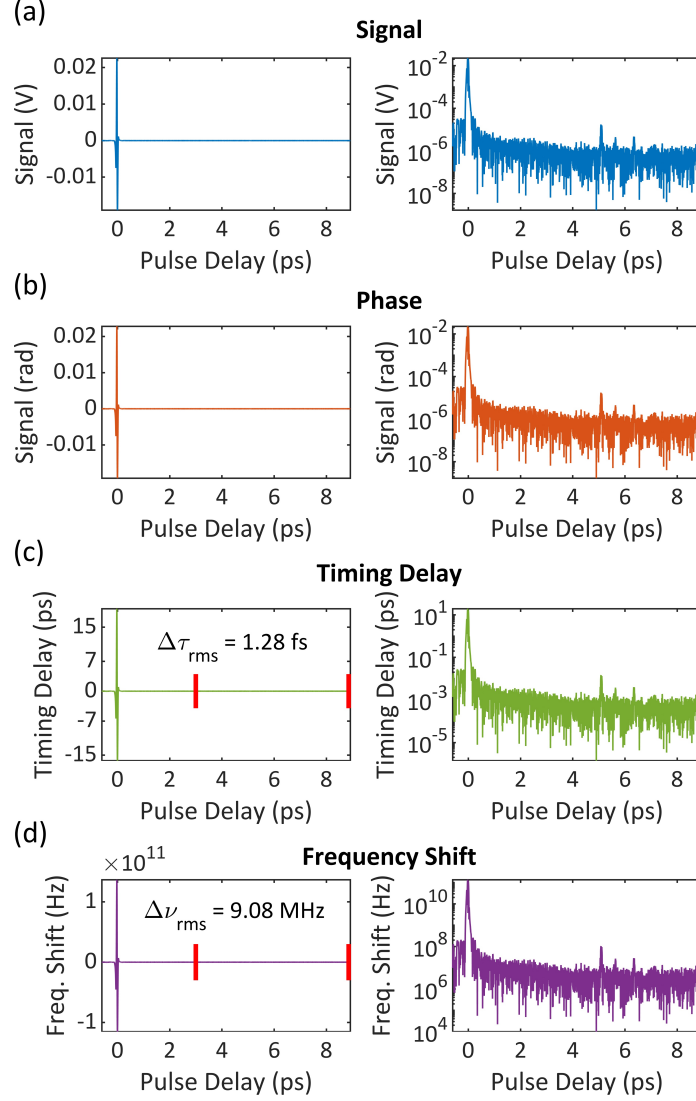 (a)
Signal
Signal (V)
0.02
0.01
0
-0.01
0 2 4 6 8
Pulse Delay (ps)
Signal (V)
10^-2
10^-4
10^-6
10^-8
0 2 4 6 8
Pulse Delay (ps)
(b)
Phase
Signal (rad)
0.02
0.01
0
-0.01
0 2 4 6 8
Pulse Delay (ps)
Signal (rad)
10^-2
10^-4
10^-6
10^-8
0 2 4 6 8
Pulse Delay (ps)
(c)
Timing Delay
Timing Delay (ps)
15
7
0
-7
-15
Δτrms = 1.28 fs
0 2 4 6 8
Pulse Delay (ps)
Timing Delay (ps)
10^1
10^-1
10^-3
10^-5
0 2 4 6 8
Pulse Delay (ps)
(d)
Frequency Shift
×10^11
Freq. Shift (Hz)
1
0
-1
Δνrms = 9.08 MHz
0 2 4 6 8
Pulse Delay (ps)
Freq. Shift (Hz)
10^10
10^8
10^6
10^4
0 2 4 6 8
Pulse Delay (ps)